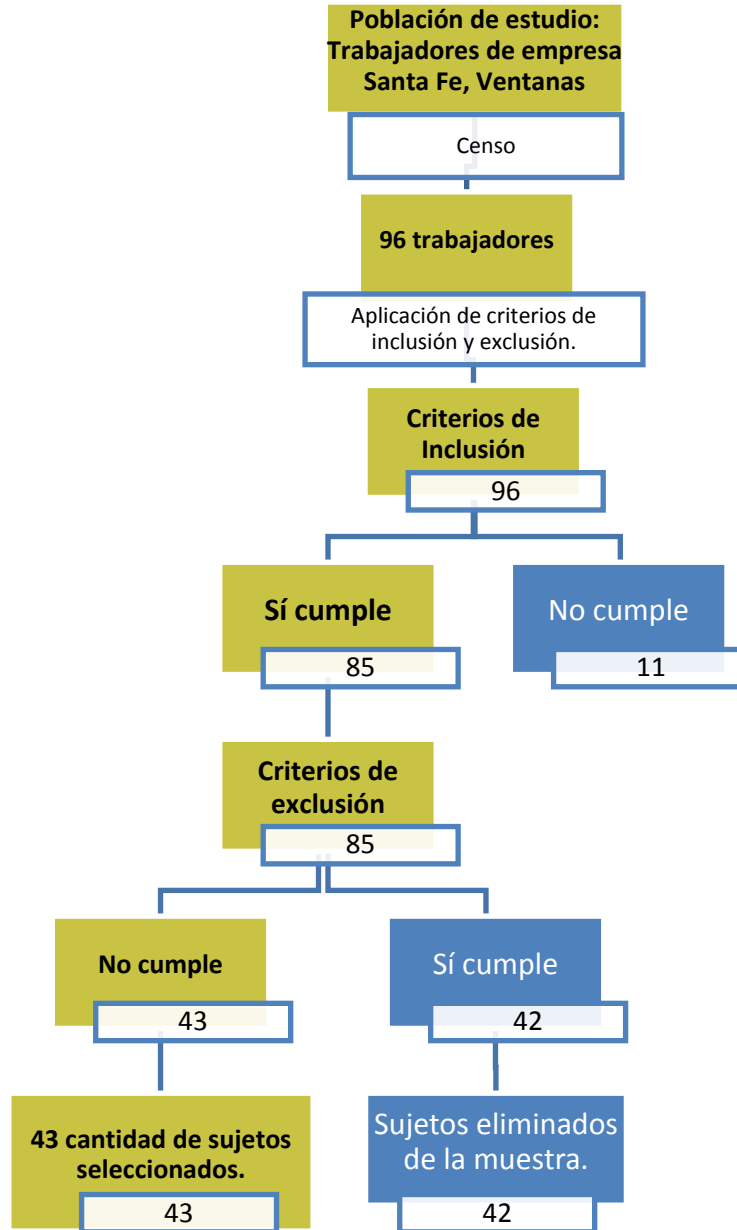 Población de estudio:
Trabajadores de empresa
Santa Fe, Ventanas
Censo
96 trabajadores
Aplicación de criterios de
inclusión y exclusión.
Criterios de
Inclusión
96
Sí cumple
85
No cumple
11
Criterios de
exclusión
85
No cumple
43
Sí cumple
42
43 cantidad de sujetos
seleccionados.
43
Sujetos eliminados
de la muestra.
42